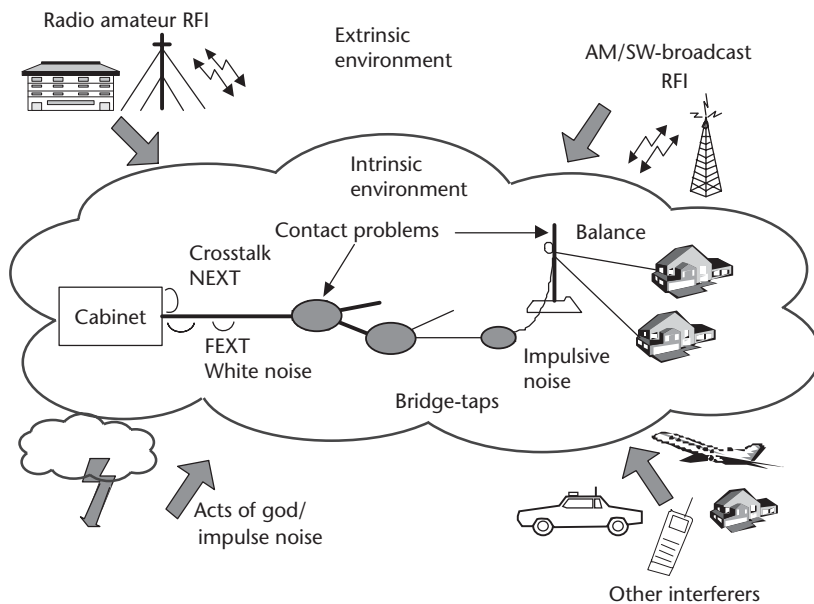 Radio amateur RFI
Extrinsic
environment
AM/SW-broadcast
RFI
Intrinsic
environment
Contact problems
Balance
Crosstalk
NEXT
Cabinet
FEXT
White noise
Impulsive
noise
Bridge-taps
Acts of god/
impulse noise
Other interferers